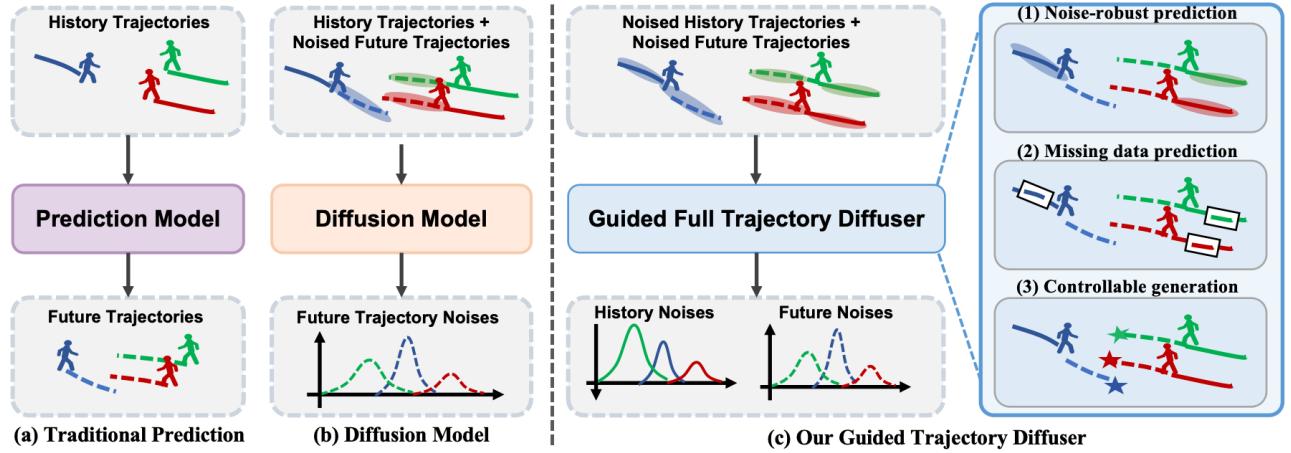 History Trajectories
Prediction Model
Future Trajectories
(a) Traditional Prediction
History Trajectories +
Noised Future Trajectories
Diffusion Model
Future Trajectory Noises
(b) Diffusion Model
Noised History Trajectories +
Noised Future Trajectories
Guided Full Trajectory Diffuser
History Noises
Future Noises
(c) Our Guided Trajectory Diffuser
(1) Noise-robust prediction
(2) Missing data prediction
(3) Controllable generation